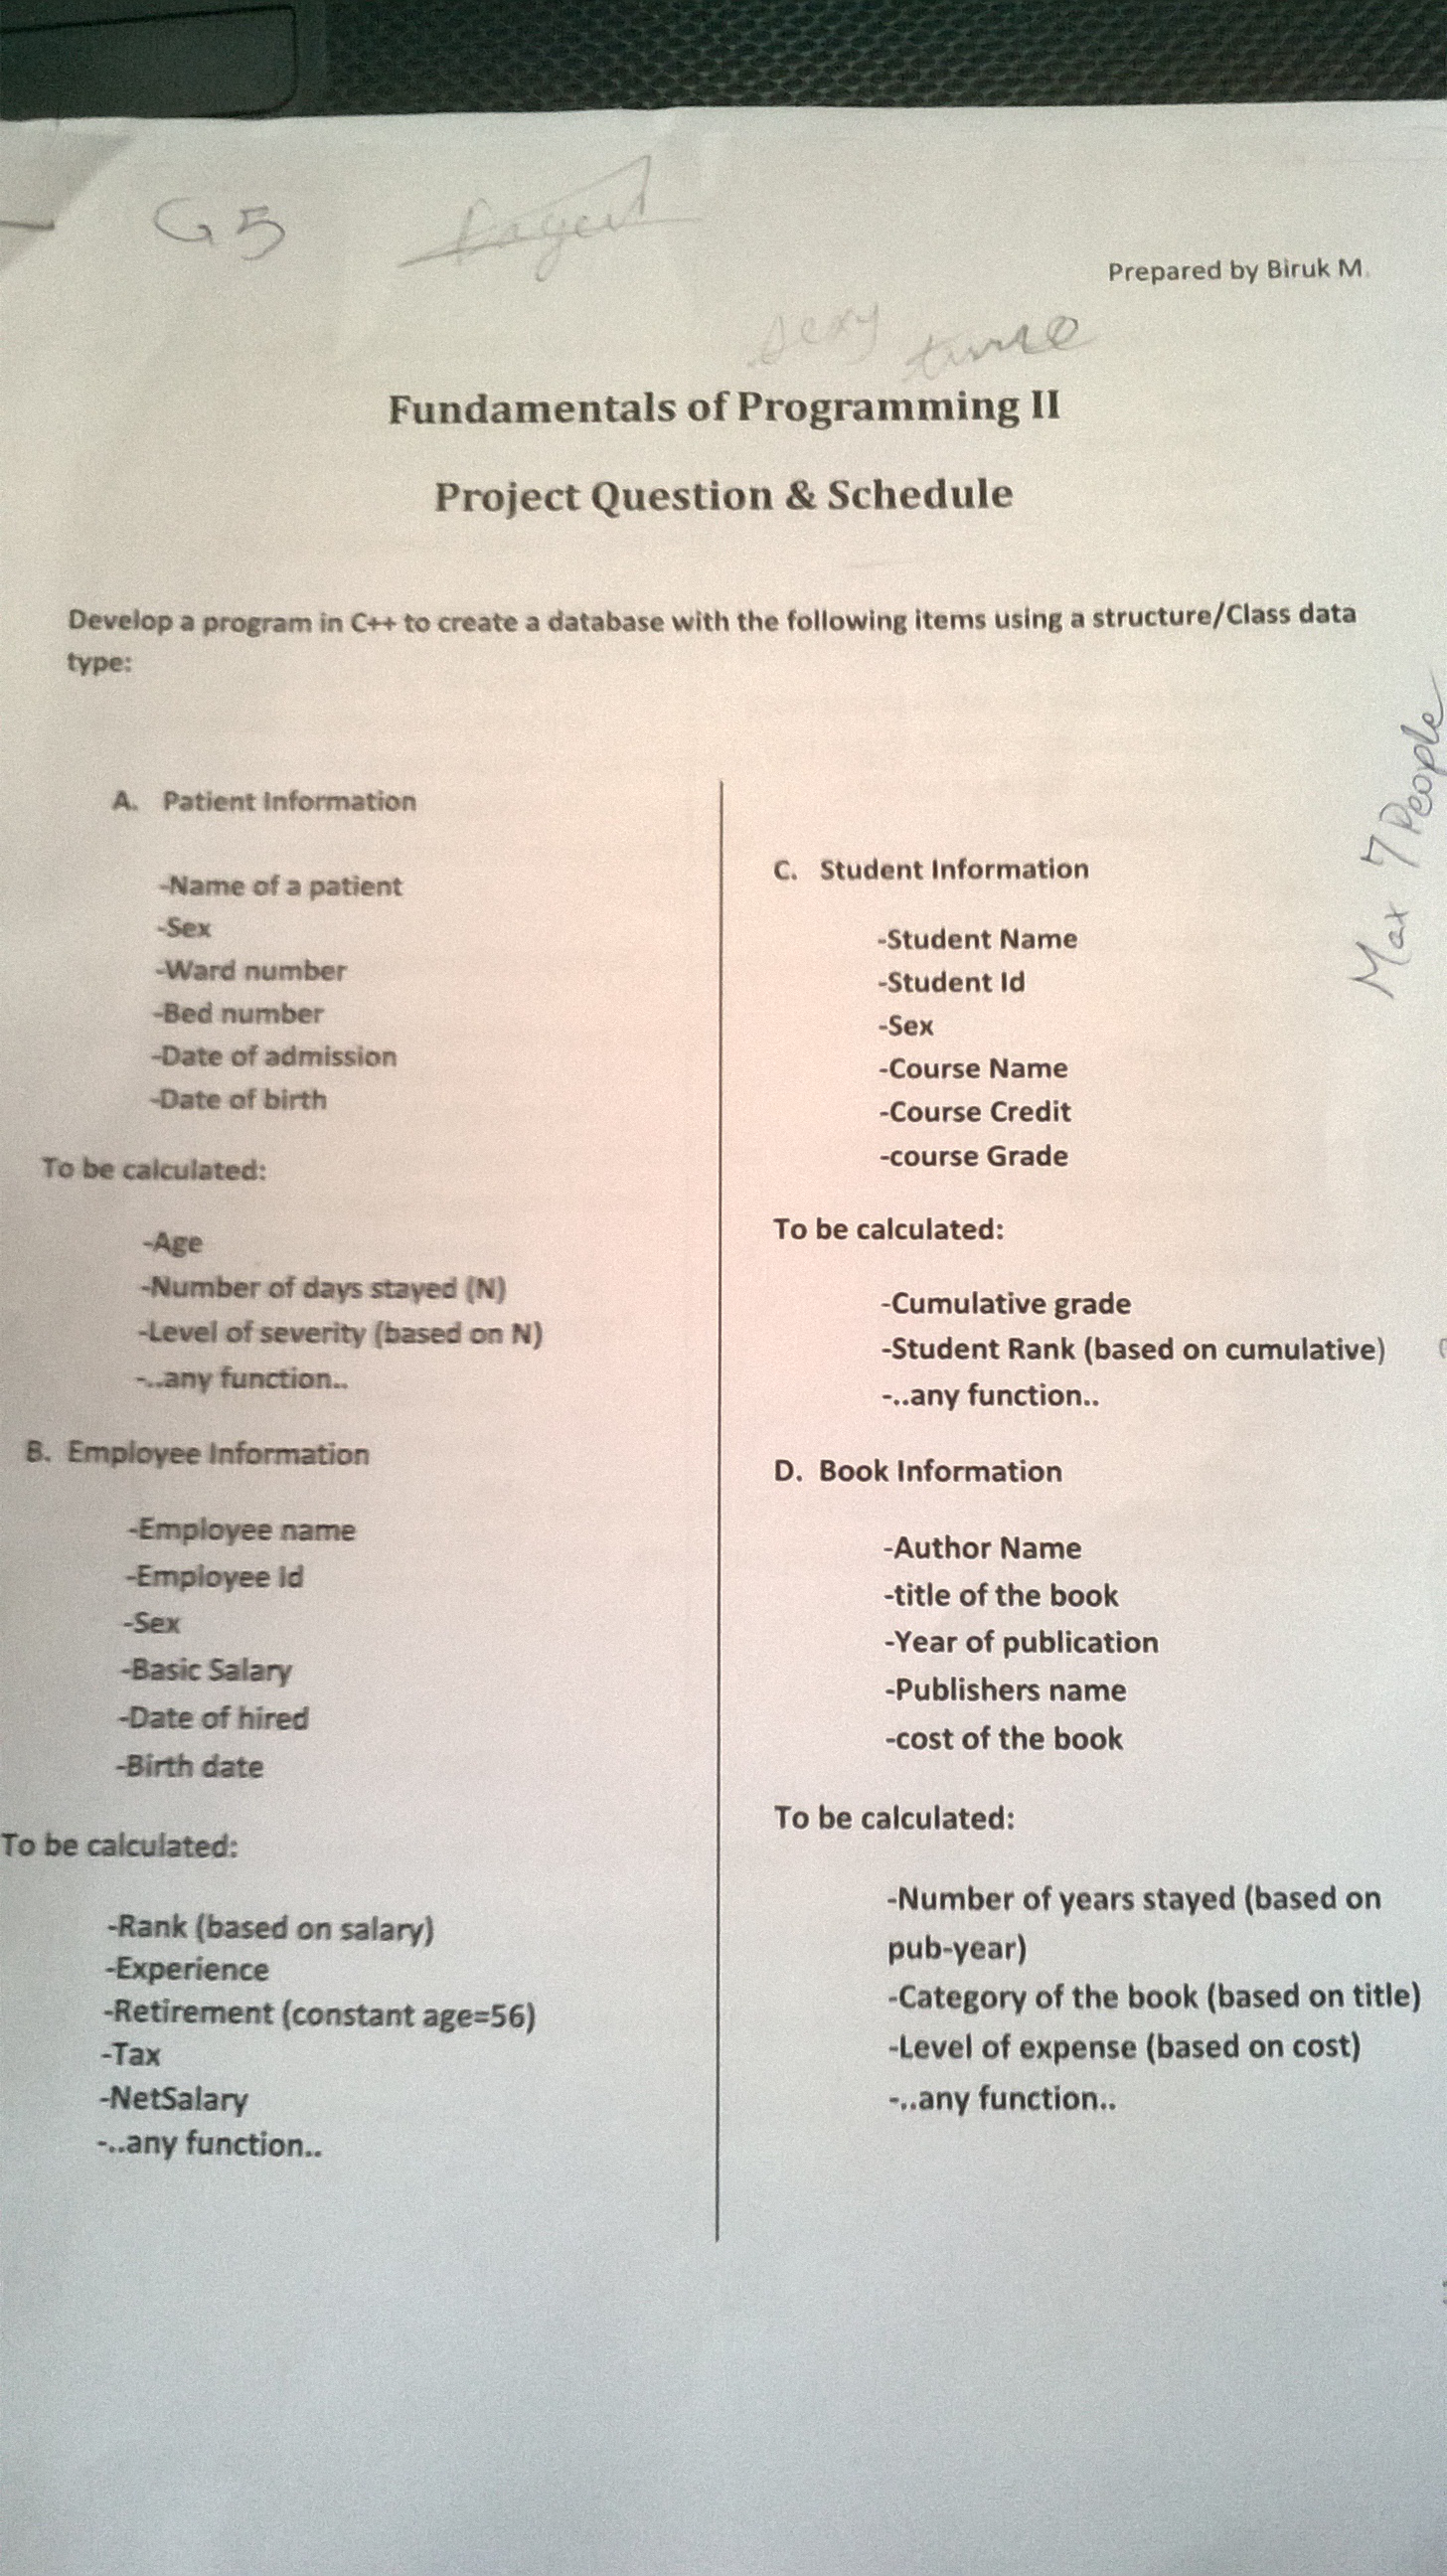 G5
Prepared by Biruk M.
sexy time
Fundamentals of Programming II
Project Question & Schedule
Develop a program in C++ to create a database with the following items using a structure/Class data
type:
A. Patient Information
-Name of a patient
-Sex
-Ward number
-Bed number
-Date of admission
-Date of birth
To be calculated:
-Age
-Number of days stayed (N)
-Level of severity (based on N)
-..any function..
B. Employee Information
-Employee name
-Employee Id
-Sex
-Basic Salary
-Date of hired
-Birth date
To be calculated:
-Rank (based on salary)
-Experience
-Retirement (constant age=56)
-Tax
-NetSalary
-..any function..
Max 7 People
C. Student Information
-Student Name
-Student Id
-Sex
-Course Name
-Course Credit
-course Grade
To be calculated:
-Cumulative grade
-Student Rank (based on cumulative)
-..any function..
D. Book Information
-Author Name
-title of the book
-Year of publication
-Publishers name
-cost of the book
To be calculated:
-Number of years stayed (based on
pub-year)
-Category of the book (based on title)
-Level of expense (based on cost)
-..any function..